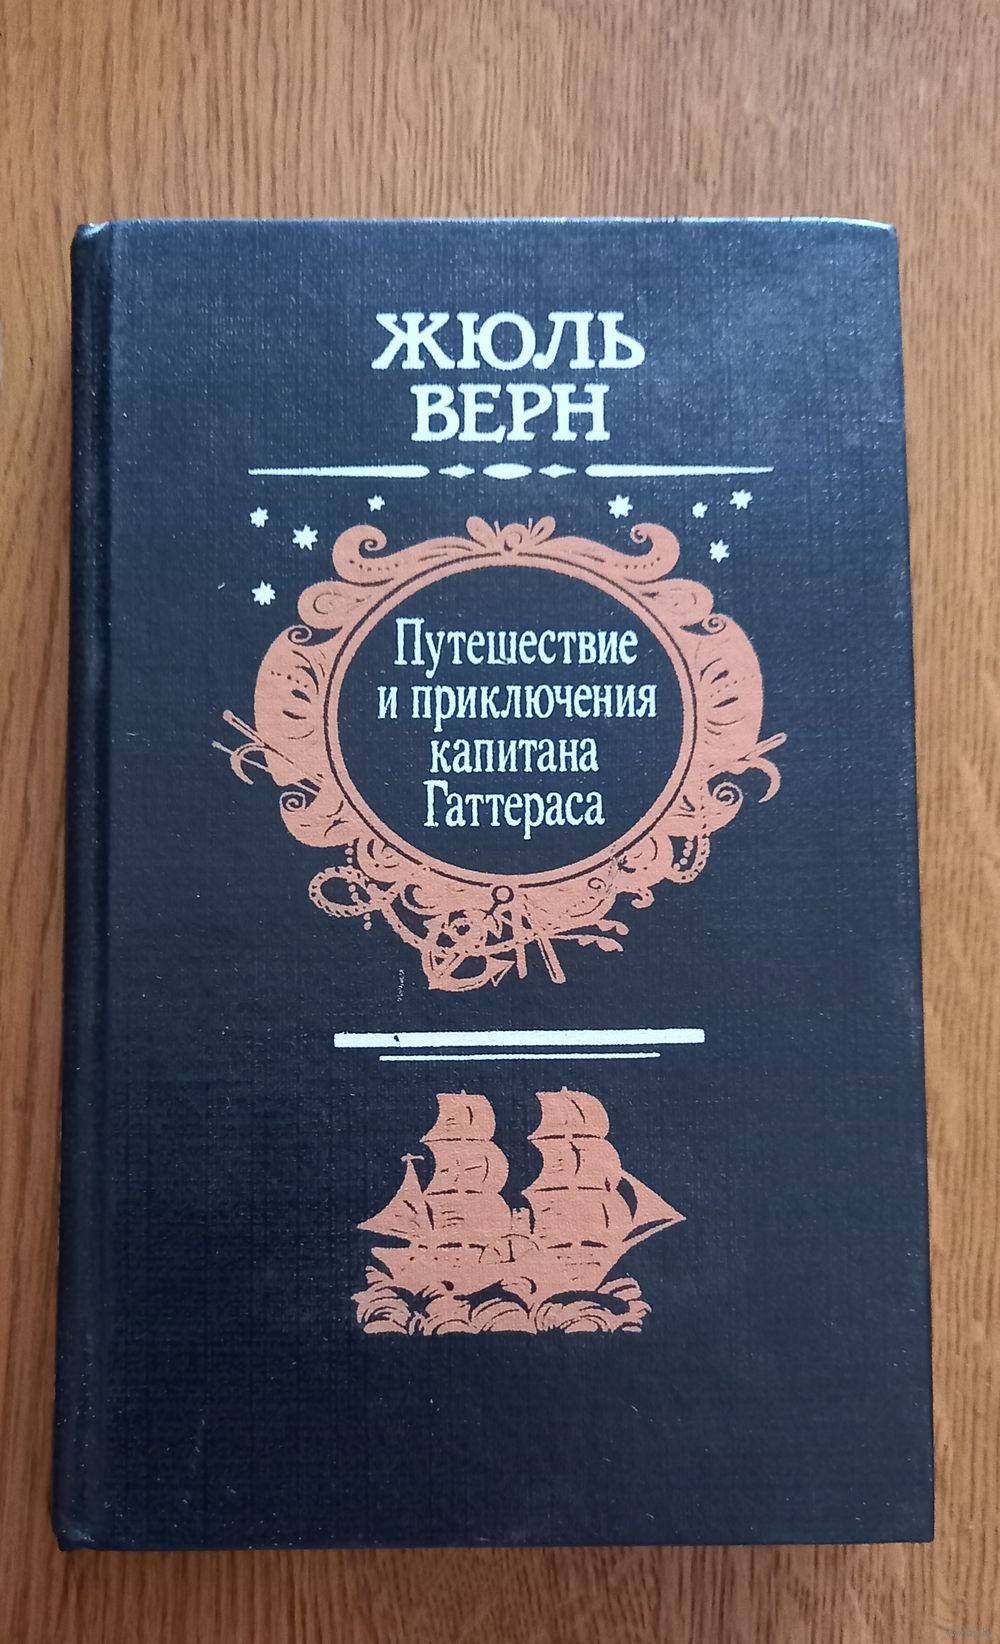 ЖЮЛЬ
ВЕРН
Путешествие
и приключения
капитана
Гаттераса